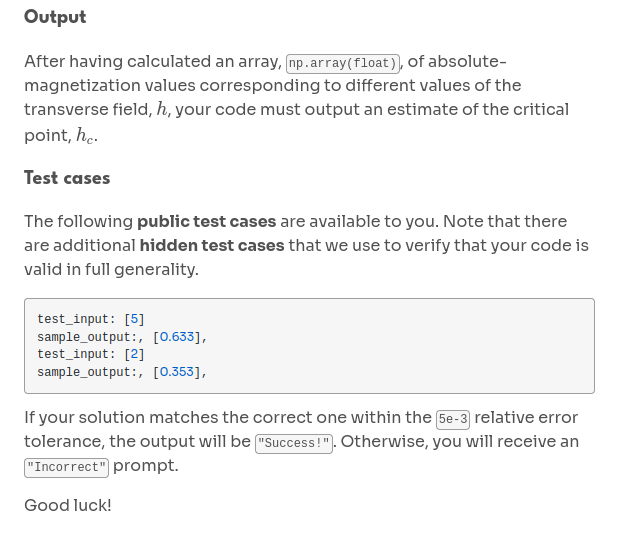 Output
After having calculated an array, np.array(float), of absolute-
magnetization values corresponding to different values of the
transverse field, h, your code must output an estimate of the critical
point, h_c.
Test cases
The following public test cases are available to you. Note that there
are additional hidden test cases that we use to verify that your code is
valid in full generality.
test_input: [5]
sample_output:, [0.633],
test_input: [2]
sample_output:, [0.353],
If your solution matches the correct one within the 5e-3 relative error
tolerance, the output will be "Success!". Otherwise, you will receive an
"Incorrect" prompt.
Good luck!